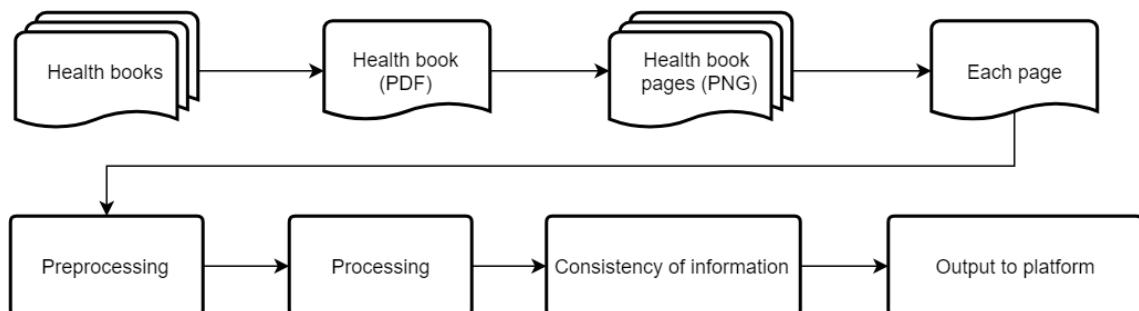 Health books
Health book
(PDF)
Health book
pages (PNG)
Each page
Preprocessing
Processing
Consistency of information
Output to platform